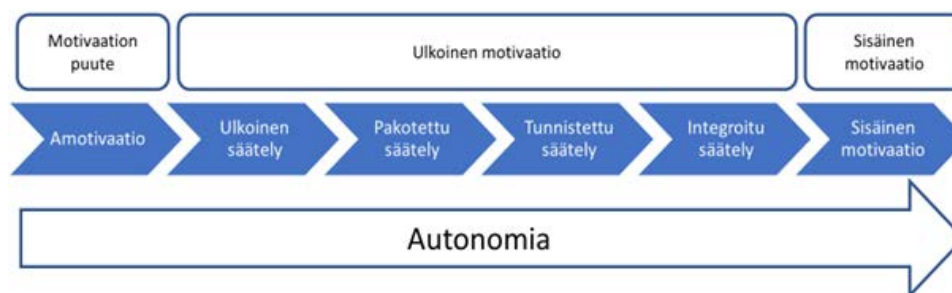 Motivaation
puute
Ulkoinen motivaatio
Sisäinen
motivaatio
Amotivaatio
Ulkoinen
säätely
Pakotettu
säätely
Tunnistettu
säätely
Integroitu
säätely
Sisäinen
motivaatio
Autonomia